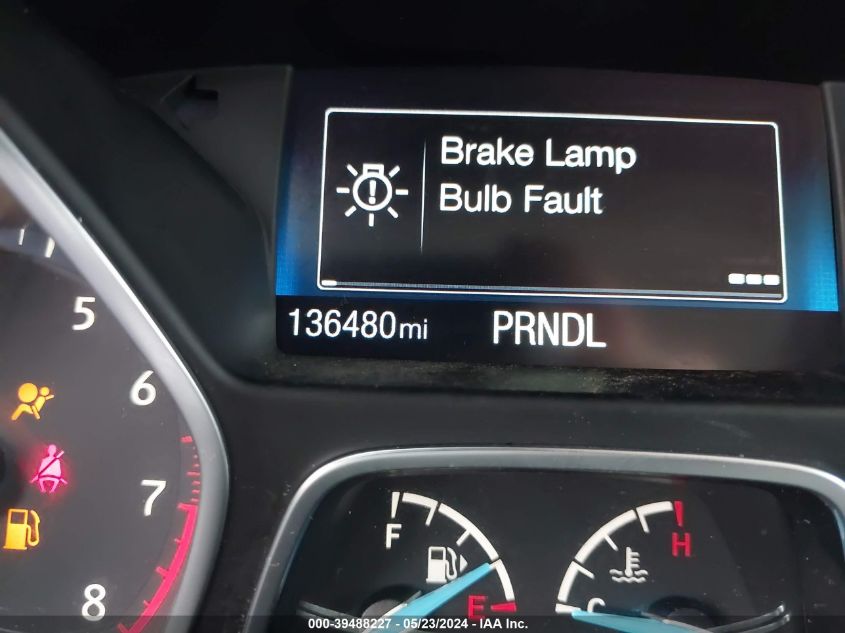 Brake Lamp
Bulb Fault
136480mi PRNDL
5
6
7
8
F
E
H
C
000-39488227 - 05/23/2024 - IAA Inc.